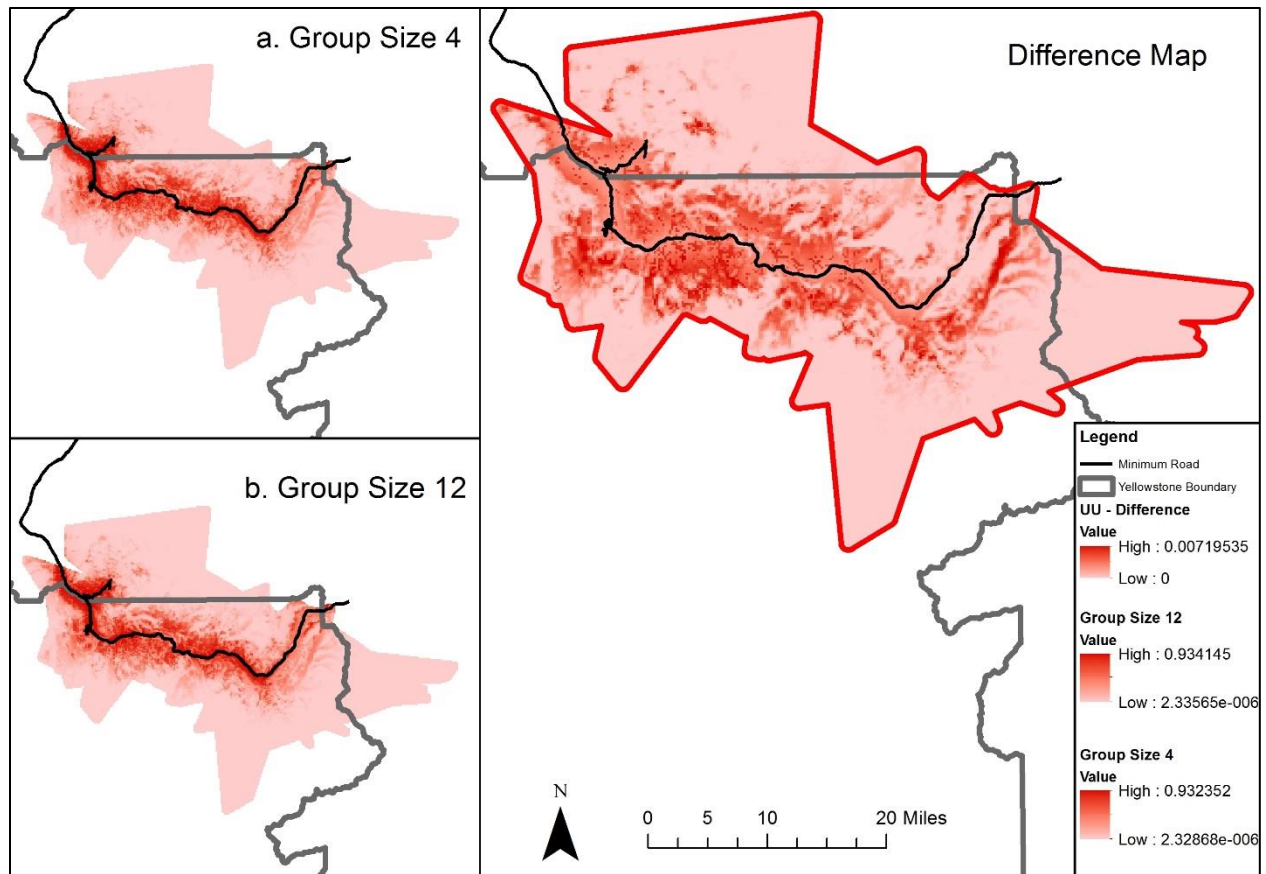 a. Group Size 4
b. Group Size 12
Difference Map
Legend
Minimum Road
Yellowstone Boundary
UU - Difference
Value
High : 0.00719535
Low : 0
Group Size 12
Value
High : 0.934145
Low : 2.33565e-006
Group Size 4
Value
High : 0.932352
Low : 2.32868e-006
N
0 5 10 20 Miles